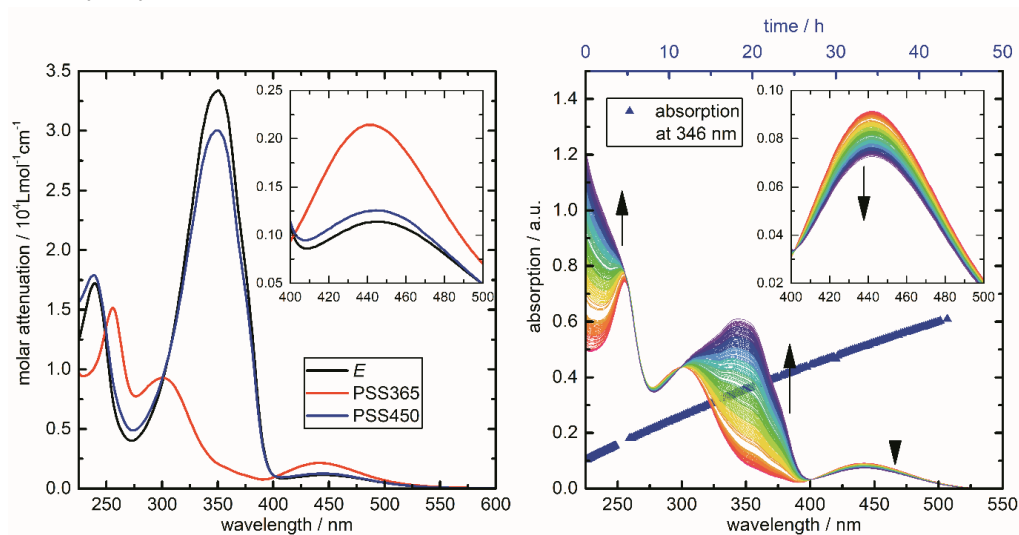 3.5
3.0
2.5
2.0
1.5
1.0
0.5
0.0
molar attenuation / 10⁴Lmol⁻¹cm⁻¹
250 300 350 400 450 500 550 600
wavelength / nm
0.25
0.20
0.15
0.10
0.05
400 420 440 460 480 500
E
PSS365
PSS450
time / h
0 10 20 30 40 50
1.4
1.2
1.0
0.8
0.6
0.4
0.2
0.0
absorption / a.u.
250 300 350 400 450 500 550
wavelength / nm
absorption
at 346 nm
0.10
0.08
0.06
0.04
0.02
400 420 440 460 480 500